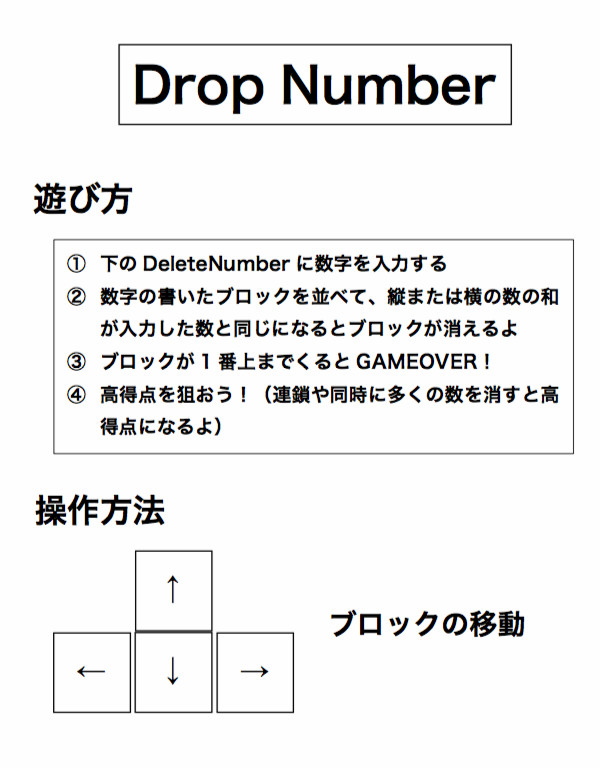 Drop Number
遊び方
① 下の DeleteNumber に数字を入力する
② 数字の書いたブロックを並べて、縦または横の数の和
が入力した数と同じになるとブロックが消えるよ
③ ブロックが 1 番上までくると GAMEOVER！
④ 高得点を狙おう！（連鎖や同時に多くの数を消すと高
得点になるよ）
操作方法
↑
ブロックの移動
← ↓ →